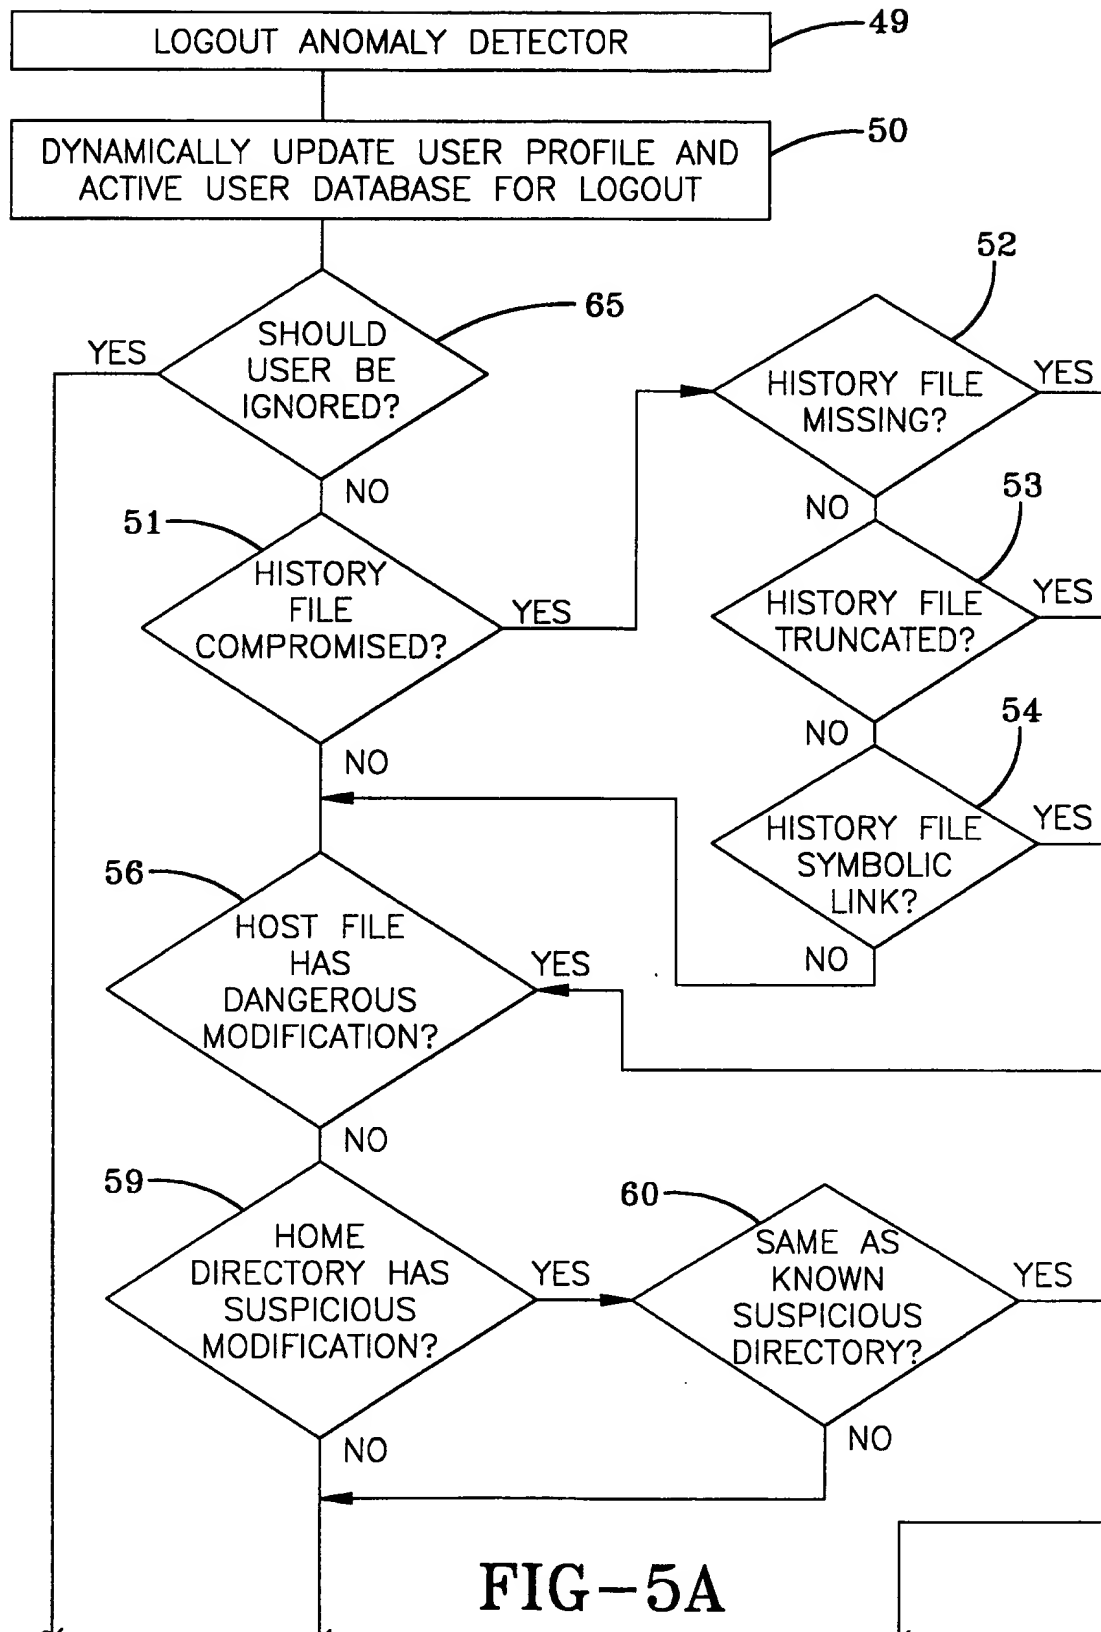 LOGOUT ANOMALY DETECTOR
49
DYNAMICALLY UPDATE USER PROFILE AND
ACTIVE USER DATABASE FOR LOGOUT
50
SHOULD
USER BE
IGNORED?
65
YES
NO
51
HISTORY
FILE
COMPROMISED?
YES
NO
52
HISTORY FILE
MISSING?
YES
NO
53
HISTORY FILE
TRUNCATED?
YES
NO
54
HISTORY FILE
SYMBOLIC
LINK?
YES
NO
56
HOST FILE
HAS
DANGEROUS
MODIFICATION?
YES
NO
59
HOME
DIRECTORY HAS
SUSPICIOUS
MODIFICATION?
YES
NO
60
SAME AS
KNOWN
SUSPICIOUS
DIRECTORY?
YES
NO
FIG-5A